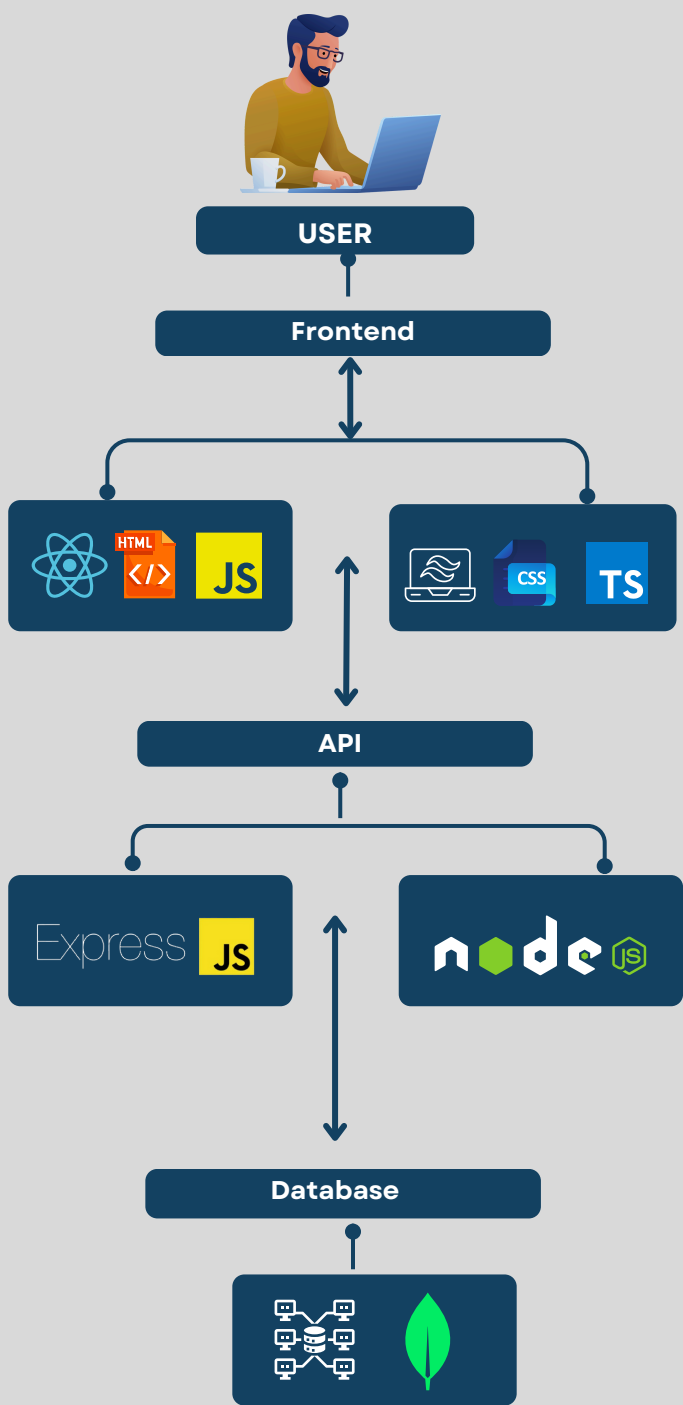 USER
Frontend
HTML
</>
JS
CSS
TS
API
Express
JS
node
JS
Database